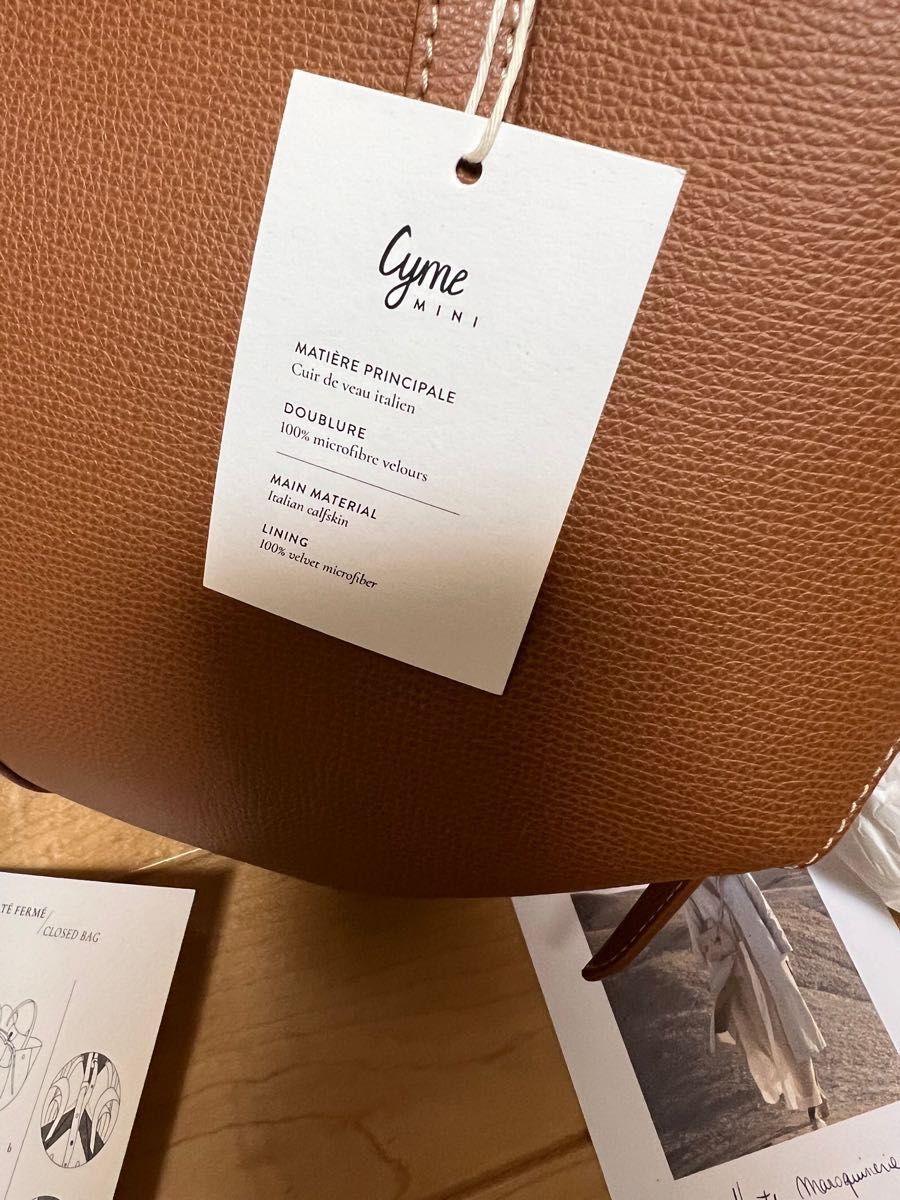 Cyme
MINI
MATIÈRE PRINCIPALE
Cuir de veau italien
DOUBLURE
100% microfibre velours
MAIN MATERIAL
Italian calfskin
LINING
100% velvet microfiber
TÉ FERMÉ
/CLOSED BAG
b
Maroquinerie